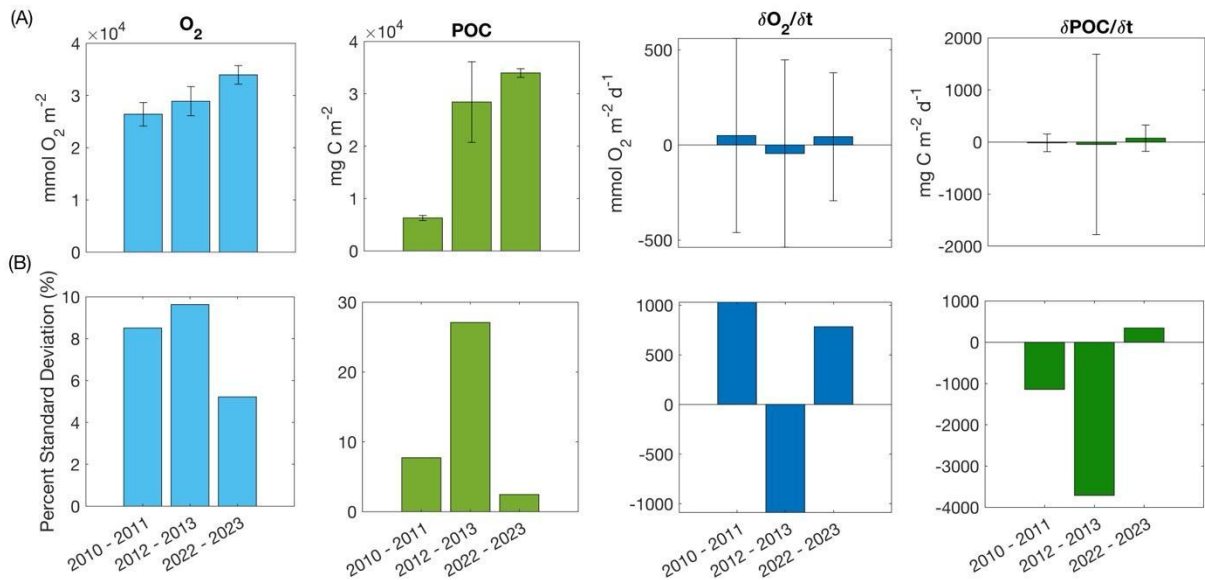 (A)
O2
×10^4
mmol O2 m^-2
4
3
2
1
0
POC
×10^4
mg C m^-2
4
3
2
1
0
δO2/δt
mmol O2 m^-2 d^-1
500
0
-500
δPOC/δt
mg C m^-2 d^-1
2000
1000
0
-1000
-2000
(B)
Percent Standard Deviation (%)
10
8
6
4
2
0
2010 - 2011
2012 - 2013
2022 - 2023
30
20
10
0
2010 - 2011
2012 - 2013
2022 - 2023
1000
500
0
-500
-1000
2010 - 2011
2012 - 2013
2022 - 2023
1000
0
-1000
-2000
-3000
-4000
2010 - 2011
2012 - 2013
2022 - 2023